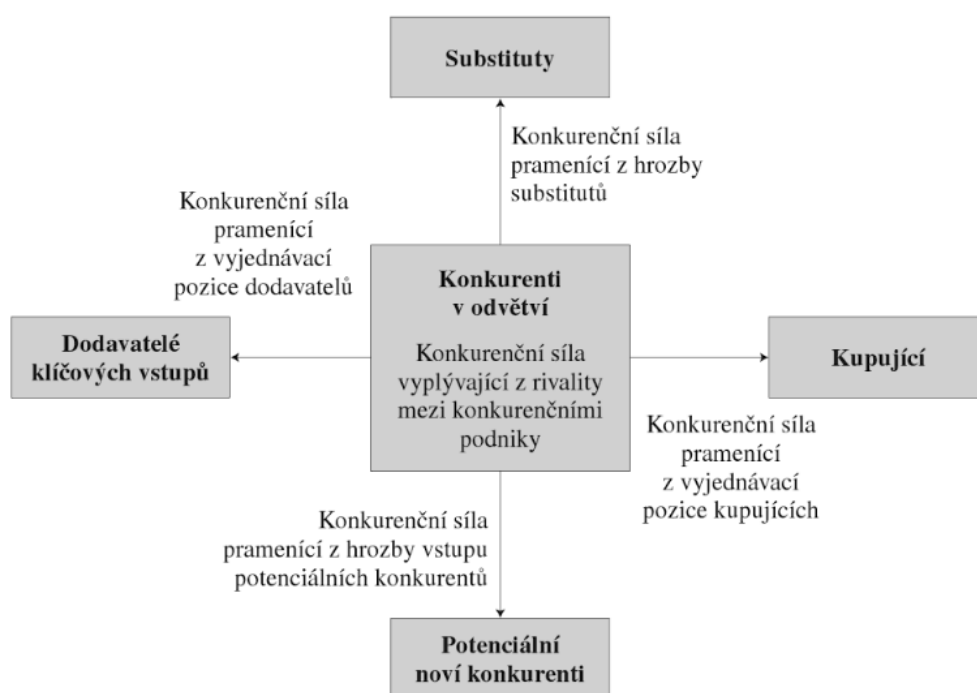 Substituty
Konkurenční síla
pramenící z hrozby
substitutů
Konkurenční síla
pramenící
z vyjednávací
pozice dodavatelů
Konkurenti
v odvětví
Konkurenční síla
vyplývající z rivality
mezi konkurenčními
podniky
Dodavatelé
klíčových vstupů
Kupující
Konkurenční síla
pramenící
z vyjednávací
pozice kupujících
Konkurenční síla
pramenící z hrozby vstupu
potenciálních konkurentů
Potenciální
noví konkurenti